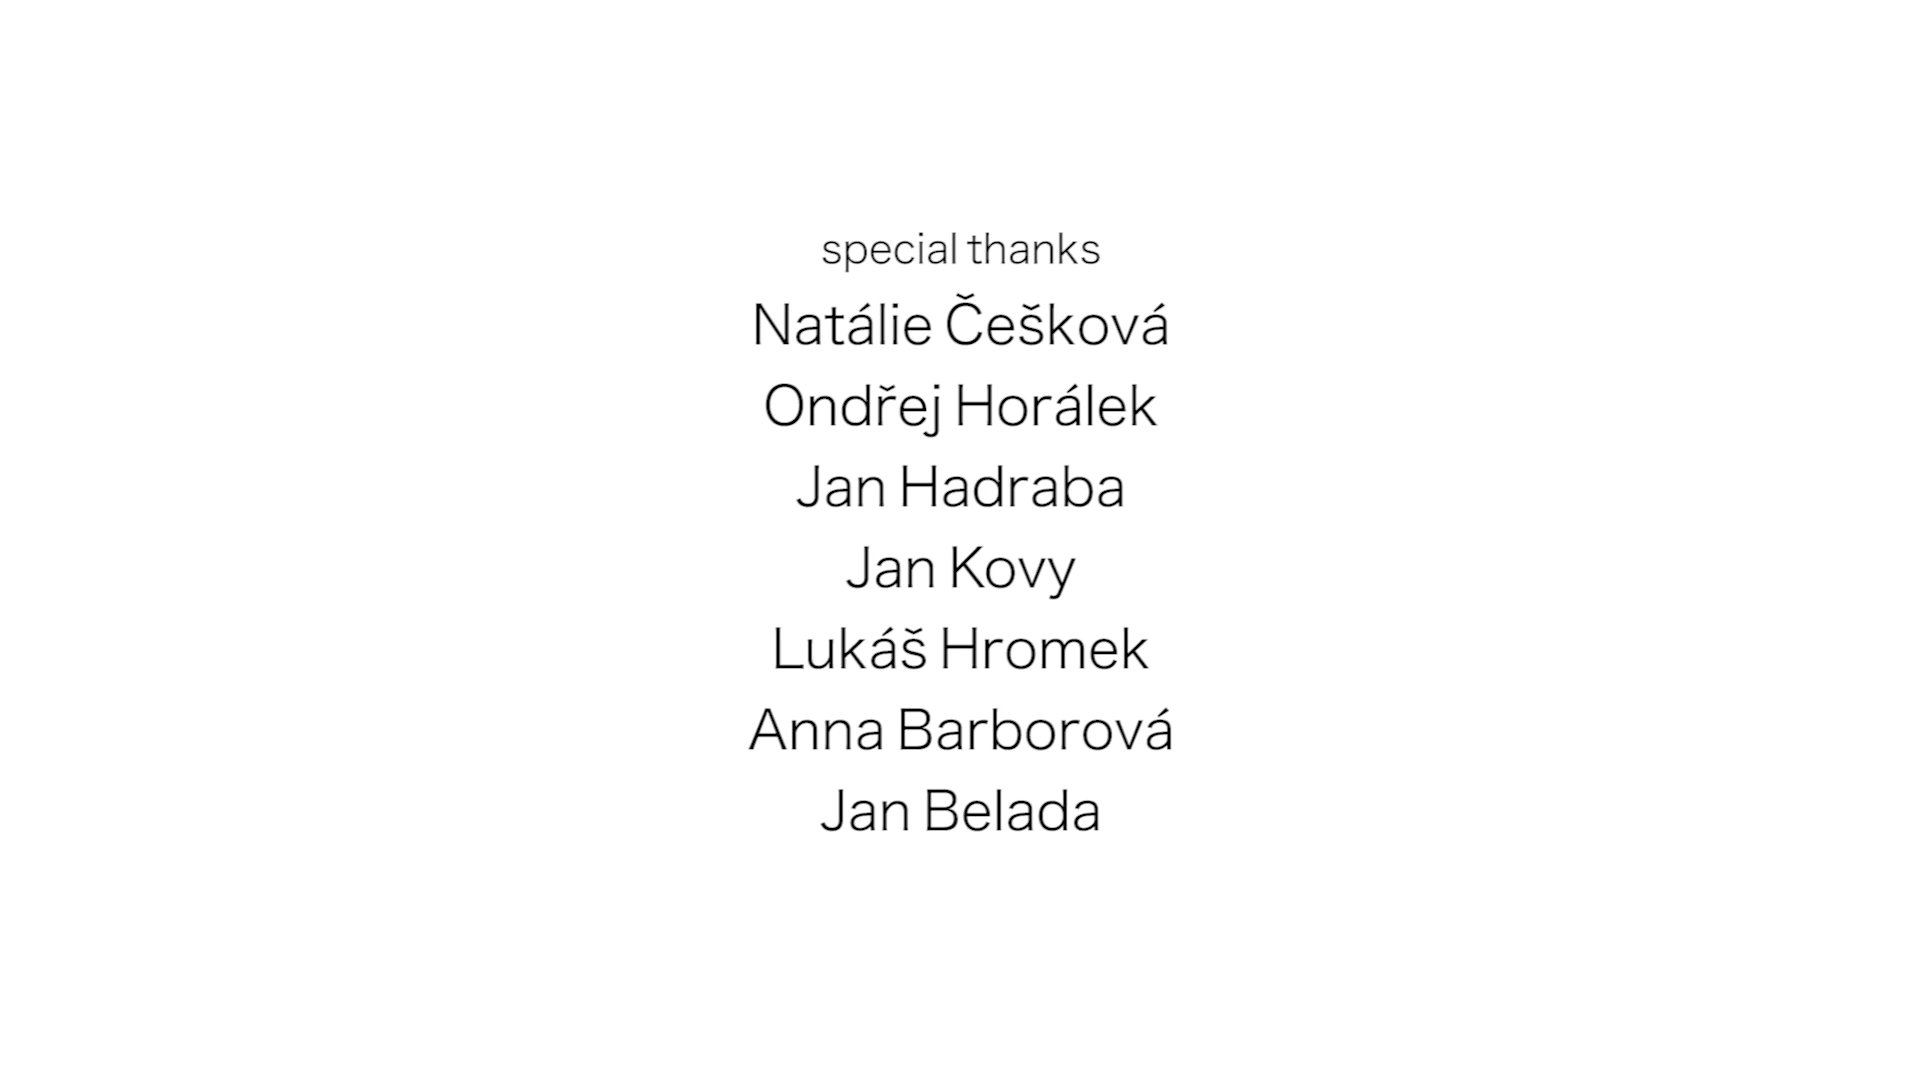 special thanks
Natálie Češková
Ondřej Horálek
Jan Hadraba
Jan Kovy
Lukáš Hromek
Anna Barborová
Jan Belada